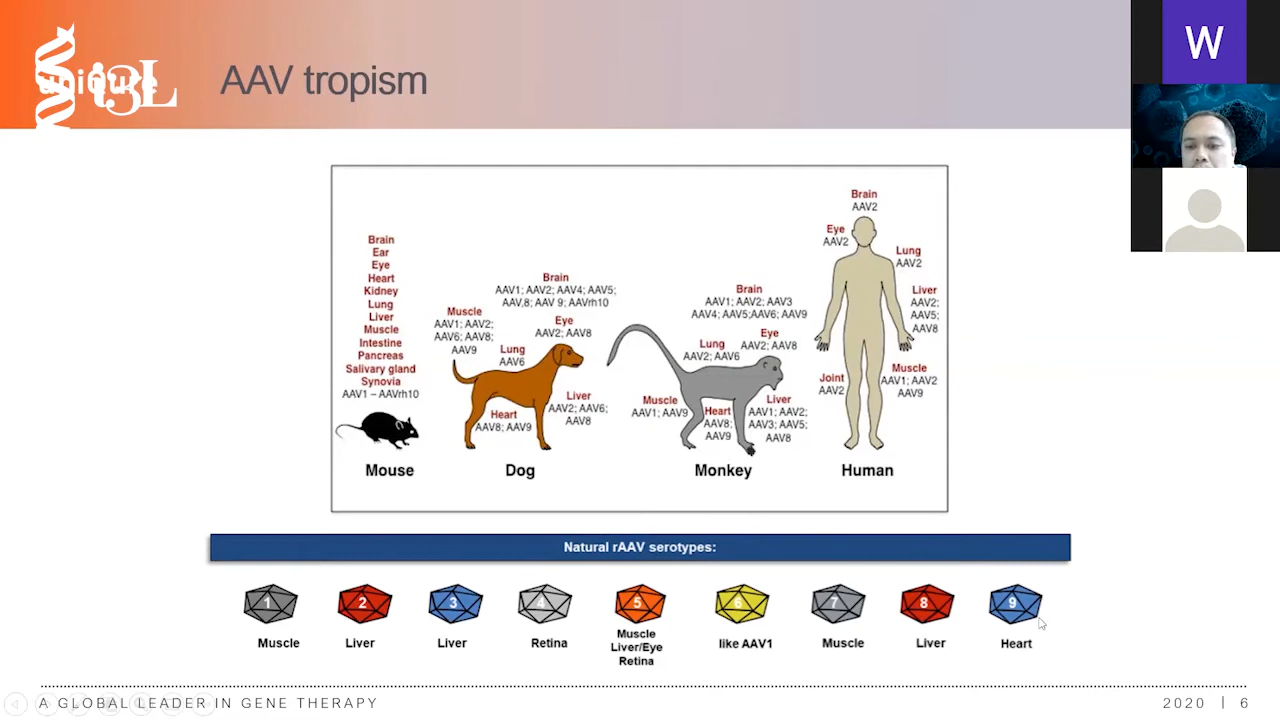 uniQure
i3L
AAV tropism
W
Brain
AAV2
Eye
AAV2
Lung
AAV2
Liver
AAV2;
AAV5;
AAV8
Joint
AAV2
Muscle
AAV1; AAV2
AAV9
Brain
Ear
Eye
Heart
Kidney
Lung
Liver
Muscle
Intestine
Pancreas
Salivary gland
Synovia
AAV1 – AAVrh10
Brain
AAV1; AAV2; AAV4; AAV5;
AAV,8; AAV 9; AAVrh10
Muscle
AAV1; AAV2;
AAV6; AAV8;
AAV9
Eye
AAV2; AAV8
Lung
AAV6
Liver
AAV2; AAV6;
AAV8
Heart
AAV8; AAV9
Brain
AAV1; AAV2; AAV3
AAV4; AAV5;AAV6; AAV9
Eye
AAV2; AAV8
Lung
AAV2; AAV6
Muscle
AAV1; AAV9
Heart
AAV8;
AAV9
Liver
AAV1; AAV2;
AAV3; AAV5;
AAV8
Mouse
Dog
Monkey
Human
Natural rAAV serotypes:
1
2
3
4
5
6
7
8
9
Muscle
Liver
Liver
Retina
Muscle
Liver/Eye
Retina
like AAV1
Muscle
Liver
Heart
A GLOBAL LEADER IN GENE THERAPY
2020 | 6